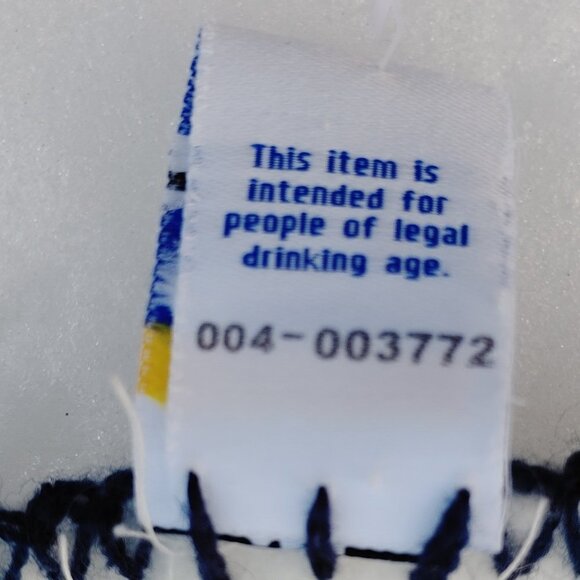 This item is
intended for
people of legal
drinking age.
004-003772